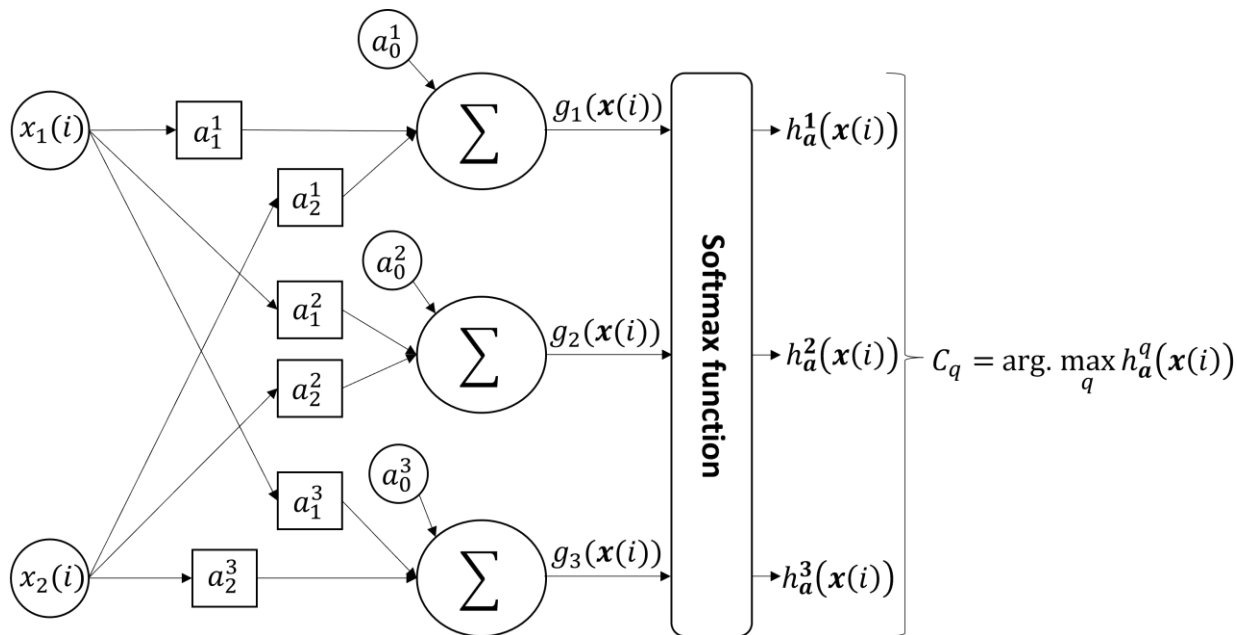 a_0^1
x_1(i)
a_1^1
∑
g_1(x(i))
h_a^1(x(i))
a_2^1
a_0^2
a_1^2
∑
g_2(x(i))
Softmax function
h_a^2(x(i))
C_q = arg. max_q h_a^q(x(i))
a_2^2
a_0^3
a_1^3
x_2(i)
a_2^3
∑
g_3(x(i))
h_a^3(x(i))